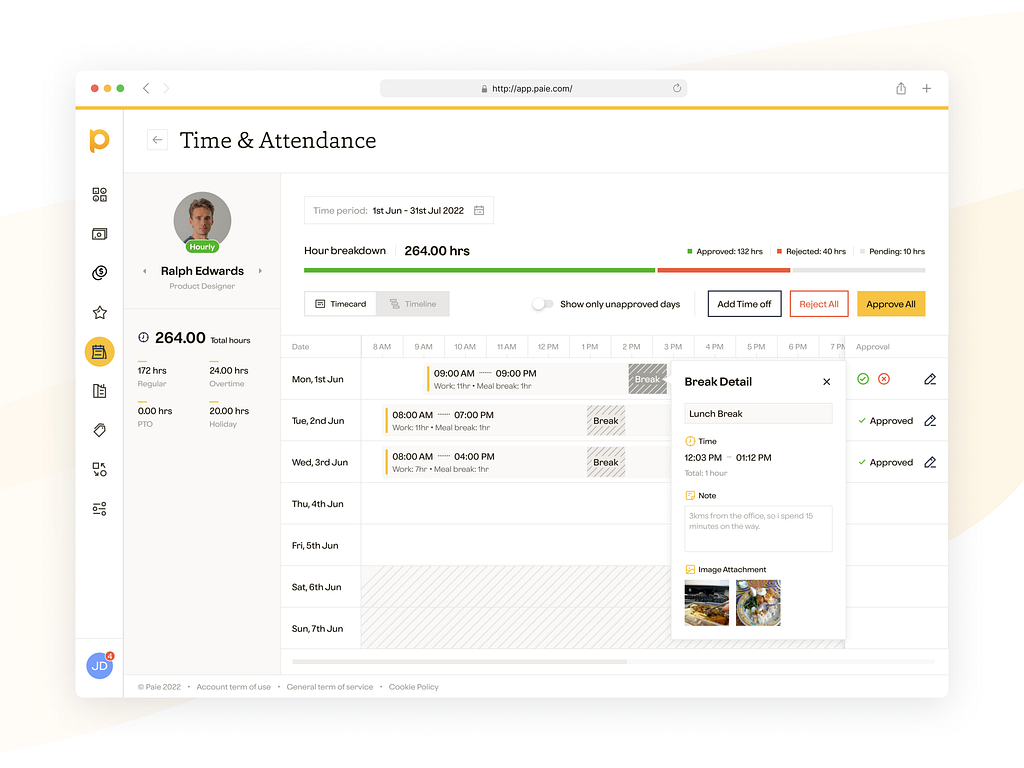 http://app.paie.com/
p
Time & Attendance
Hourly
Ralph Edwards
Product Designer
264.00 Total hours
172 hrs
Regular
24.00 hrs
Overtime
0.00 hrs
PTO
20.00 hrs
Holiday
Time period: 1st Jun - 31st Jul 2022
Hour breakdown 264.00 hrs
Approved: 132 hrs Rejected: 40 hrs Pending: 10 hrs
Timecard Timeline
Show only unapproved days
Add Time off
Reject All
Approve All
Date 8 AM 9 AM 10 AM 11 AM 12 PM 1 PM 2 PM 3 PM 4 PM 5 PM 6 PM 7 PM Approval
Mon, 1st Jun
09:00 AM 09:00 PM
Work: 11hr • Meal break: 1hr
Break
Tue, 2nd Jun
08:00 AM 07:00 PM
Work: 11hr • Meal break: 1hr
Break
Approved
Wed, 3rd Jun
08:00 AM 04:00 PM
Work: 7hr • Meal break: 1hr
Break
Approved
Thu, 4th Jun
Fri, 5th Jun
Sat, 6th Jun
Sun, 7th Jun
Break Detail
Lunch Break
Time
12:03 PM - 01:12 PM
Total: 1 hour
Note
3kms from the office, so i spend 15
minutes on the way.
Image Attachment
JD
4
© Paie 2022 • Account term of use • General term of service • Cookie Policy